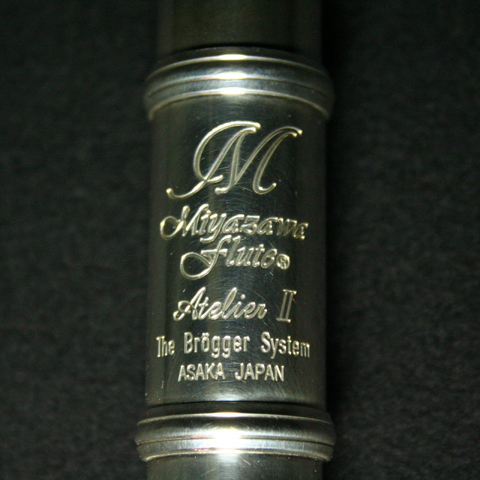 M
Miyazawa
Flute®
Atelier II
The Brögger System
ASAKA JAPAN